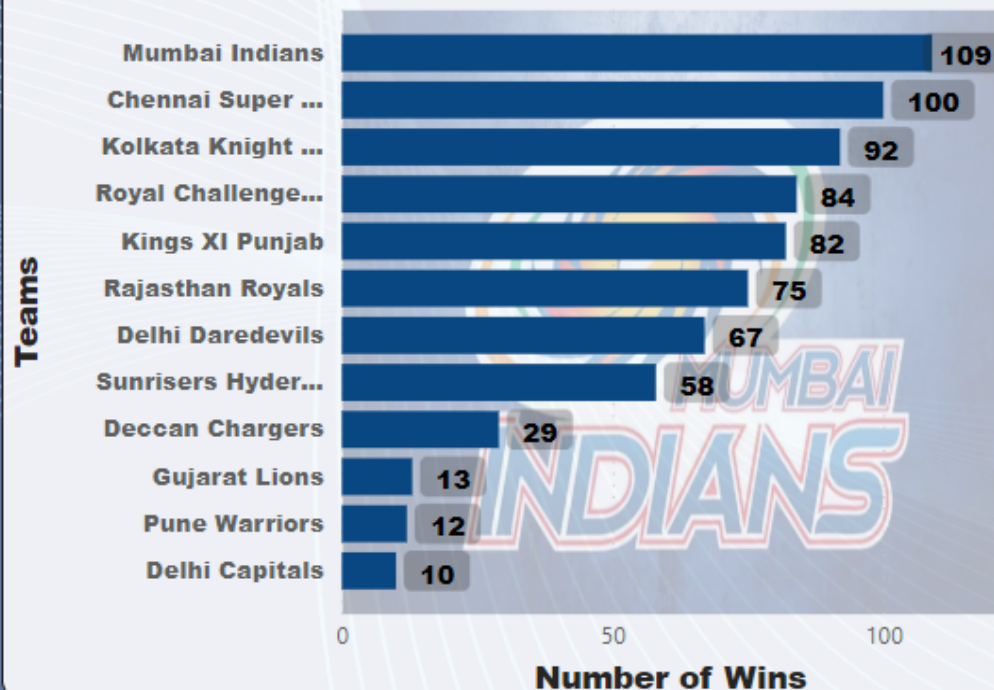 Teams
Mumbai Indians 109
Chennai Super ... 100
Kolkata Knight ... 92
Royal Challenge... 84
Kings XI Punjab 82
Rajasthan Royals 75
Delhi Daredevils 67
Sunrisers Hyder... 58
Deccan Chargers 29
Gujarat Lions 13
Pune Warriors 12
Delhi Capitals 10
MUMBAI
INDIANS
0 50 100
Number of Wins